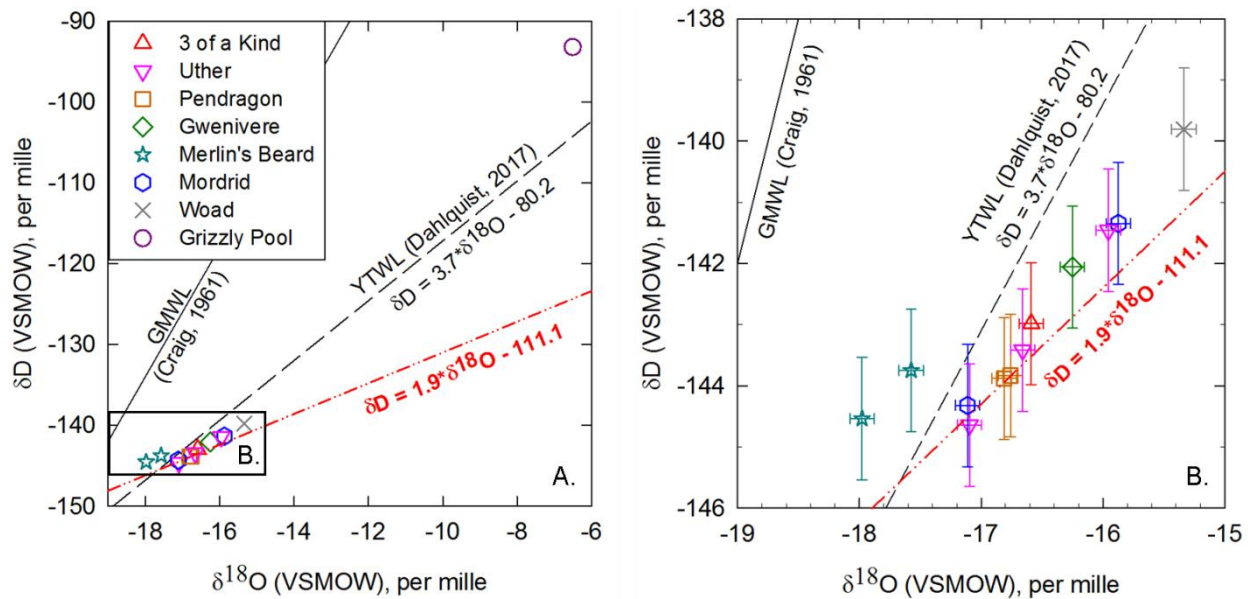 3 of a Kind
Uther
Pendragon
Gwenivere
Merlin's Beard
Mordrid
Woad
Grizzly Pool
GMWL
(Craig, 1961)
YTWL (Dahlquist, 2017)
δD = 3.7*δ18O - 80.2
δD = 1.9*δ18O - 111.1
B.
A.
-90
-100
-110
-120
-130
-140
-150
-18
-16
-14
-12
-10
-8
-6
δD (VSMOW), per mille
δ18O (VSMOW), per mille
GMWL (Craig, 1961)
YTWL (Dahlquist, 2017)
δD = 3.7*δ18O - 80.2
δD = 1.9*δ18O - 111.1
B.
-138
-140
-142
-144
-146
-19
-18
-17
-16
-15
δD (VSMOW), per mille
δ18O (VSMOW), per mille